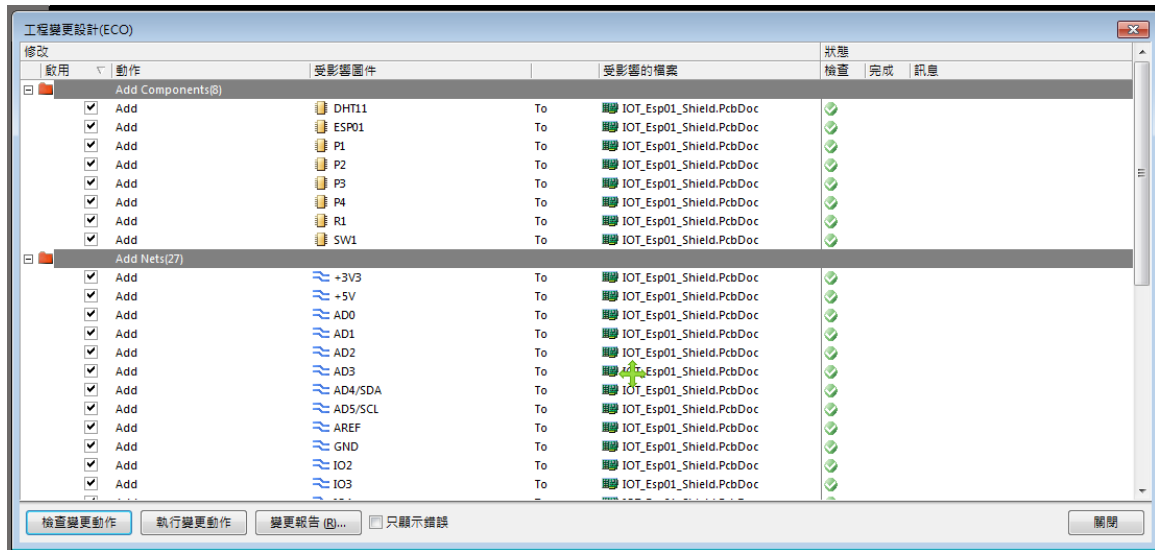 工程變更設計(ECO)
修改 狀態
啟用 動作 受影響圖件 受影響的檔案 檢查 完成 訊息
Add Components(8)
Add DHT11 To IOT_Esp01_Shield.PcbDoc
Add ESP01 To IOT_Esp01_Shield.PcbDoc
Add P1 To IOT_Esp01_Shield.PcbDoc
Add P2 To IOT_Esp01_Shield.PcbDoc
Add P3 To IOT_Esp01_Shield.PcbDoc
Add P4 To IOT_Esp01_Shield.PcbDoc
Add R1 To IOT_Esp01_Shield.PcbDoc
Add SW1 To IOT_Esp01_Shield.PcbDoc
Add Nets(27)
Add +3V3 To IOT_Esp01_Shield.PcbDoc
Add +5V To IOT_Esp01_Shield.PcbDoc
Add AD0 To IOT_Esp01_Shield.PcbDoc
Add AD1 To IOT_Esp01_Shield.PcbDoc
Add AD2 To IOT_Esp01_Shield.PcbDoc
Add AD3 To IOT_Esp01_Shield.PcbDoc
Add AD4/SDA To IOT_Esp01_Shield.PcbDoc
Add AD5/SCL To IOT_Esp01_Shield.PcbDoc
Add AREF To IOT_Esp01_Shield.PcbDoc
Add GND To IOT_Esp01_Shield.PcbDoc
Add IO2 To IOT_Esp01_Shield.PcbDoc
Add IO3 To IOT_Esp01_Shield.PcbDoc
檢查變更動作 執行變更動作 變更報告 (R)... 只顯示錯誤 關閉